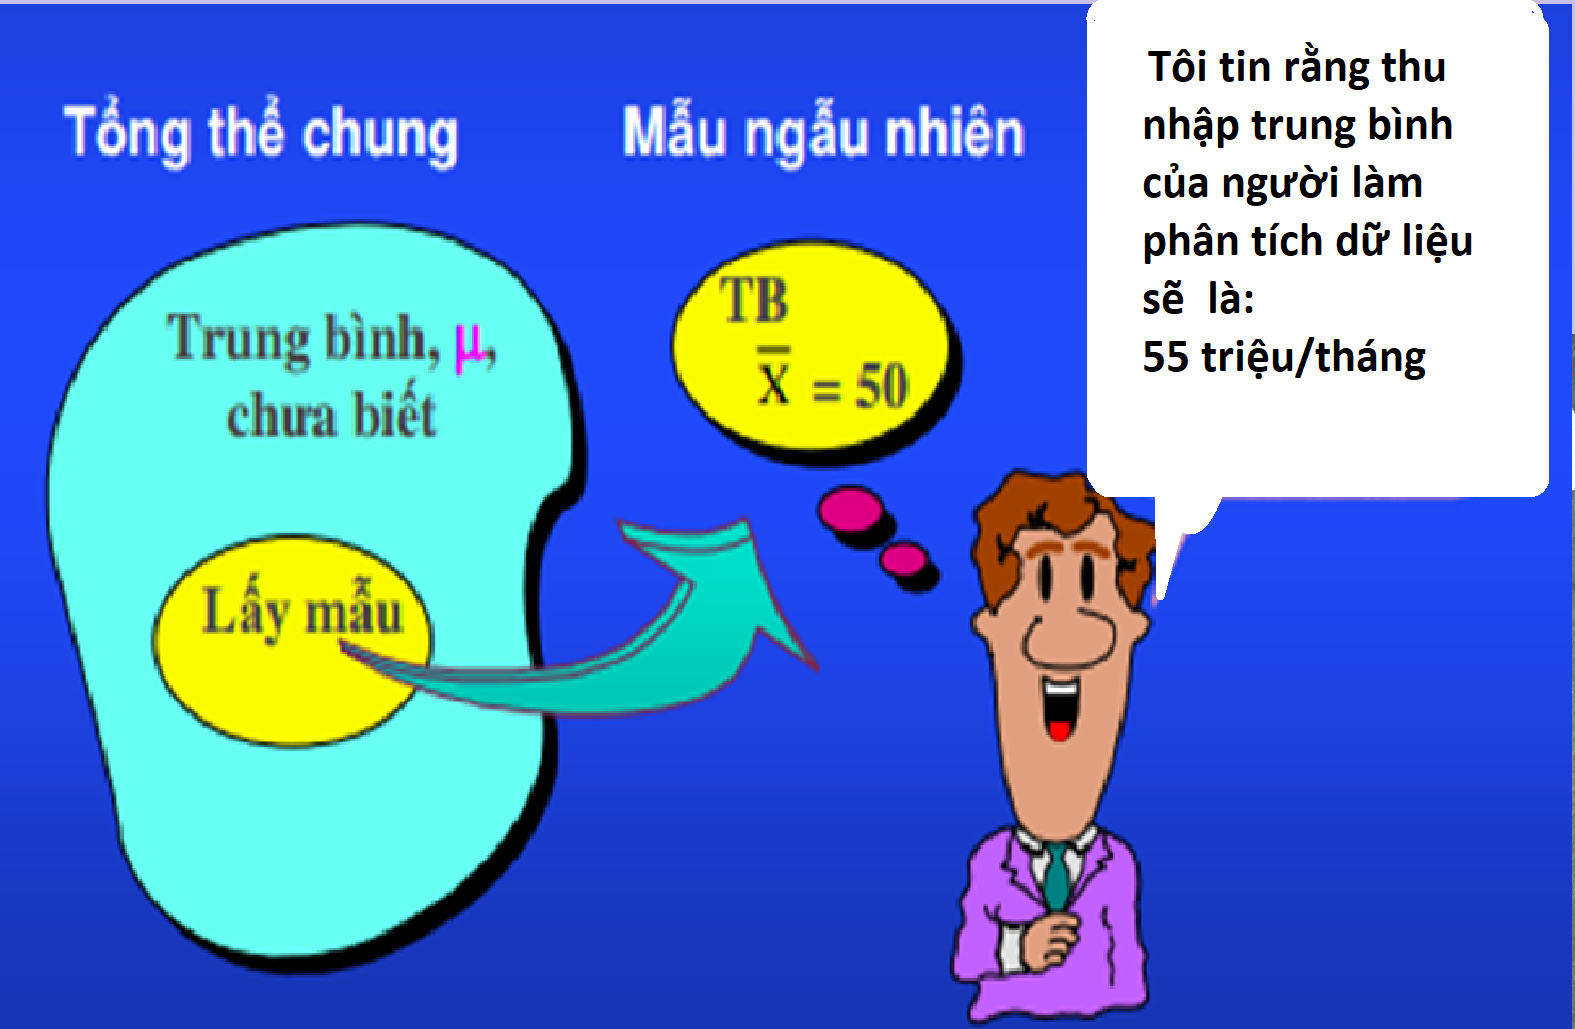 Tổng thể chung
Mẫu ngẫu nhiên
Trung bình, μ,
chưa biết
Lấy mẫu
TB
X̅ = 50
Tôi tin rằng thu
nhập trung bình
của người làm
phân tích dữ liệu
sẽ là:
55 triệu/tháng